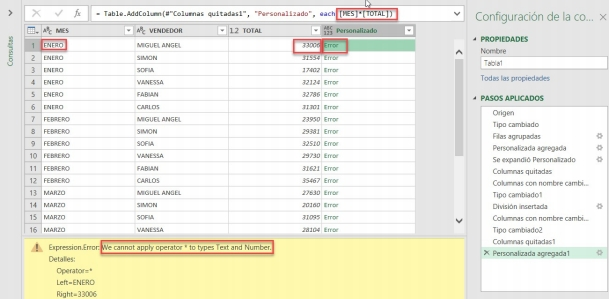 = Table.AddColumn(#"Columnas quitadas1", "Personalizado", each [MES]*[TOTAL])
Consultas
MES VENDEDOR 1.2 TOTAL ABC 123 Personalizado
1 ENERO MIGUEL ANGEL 33006 Error
2 ENERO SIMON 31554 Error
3 ENERO SOFIA 17402 Error
4 ENERO VANESSA 32124 Error
5 ENERO FABIAN 32786 Error
6 ENERO CARLOS 31301 Error
7 FEBRERO MIGUEL ANGEL 23950 Error
8 FEBRERO SIMON 29381 Error
9 FEBRERO SOFIA 32510 Error
10 FEBRERO VANESSA 29730 Error
11 FEBRERO FABIAN 31621 Error
12 FEBRERO CARLOS 35467 Error
13 MARZO MIGUEL ANGEL 27630 Error
14 MARZO SIMON 20160 Error
15 MARZO SOFIA 31095 Error
16 MARZO VANESSA 28104 Error
Expression.Error: We cannot apply operator * to types Text and Number.
Detalles:
Operator=*
Left=ENERO
Right=33006
Configuración de la co... ×
PROPIEDADES
Nombre
Tabla1
Todas las propiedades
PASOS APLICADOS
Origen
Tipo cambiado
Filas agrupadas
Personalizada agregada
Se expandió Personalizado
Columnas quitadas
Columnas con nombre cambi...
Tipo cambiado1
División insertada
Columnas con nombre cambi...
Tipo cambiado2
Columnas quitadas1
Personalizada agregada1